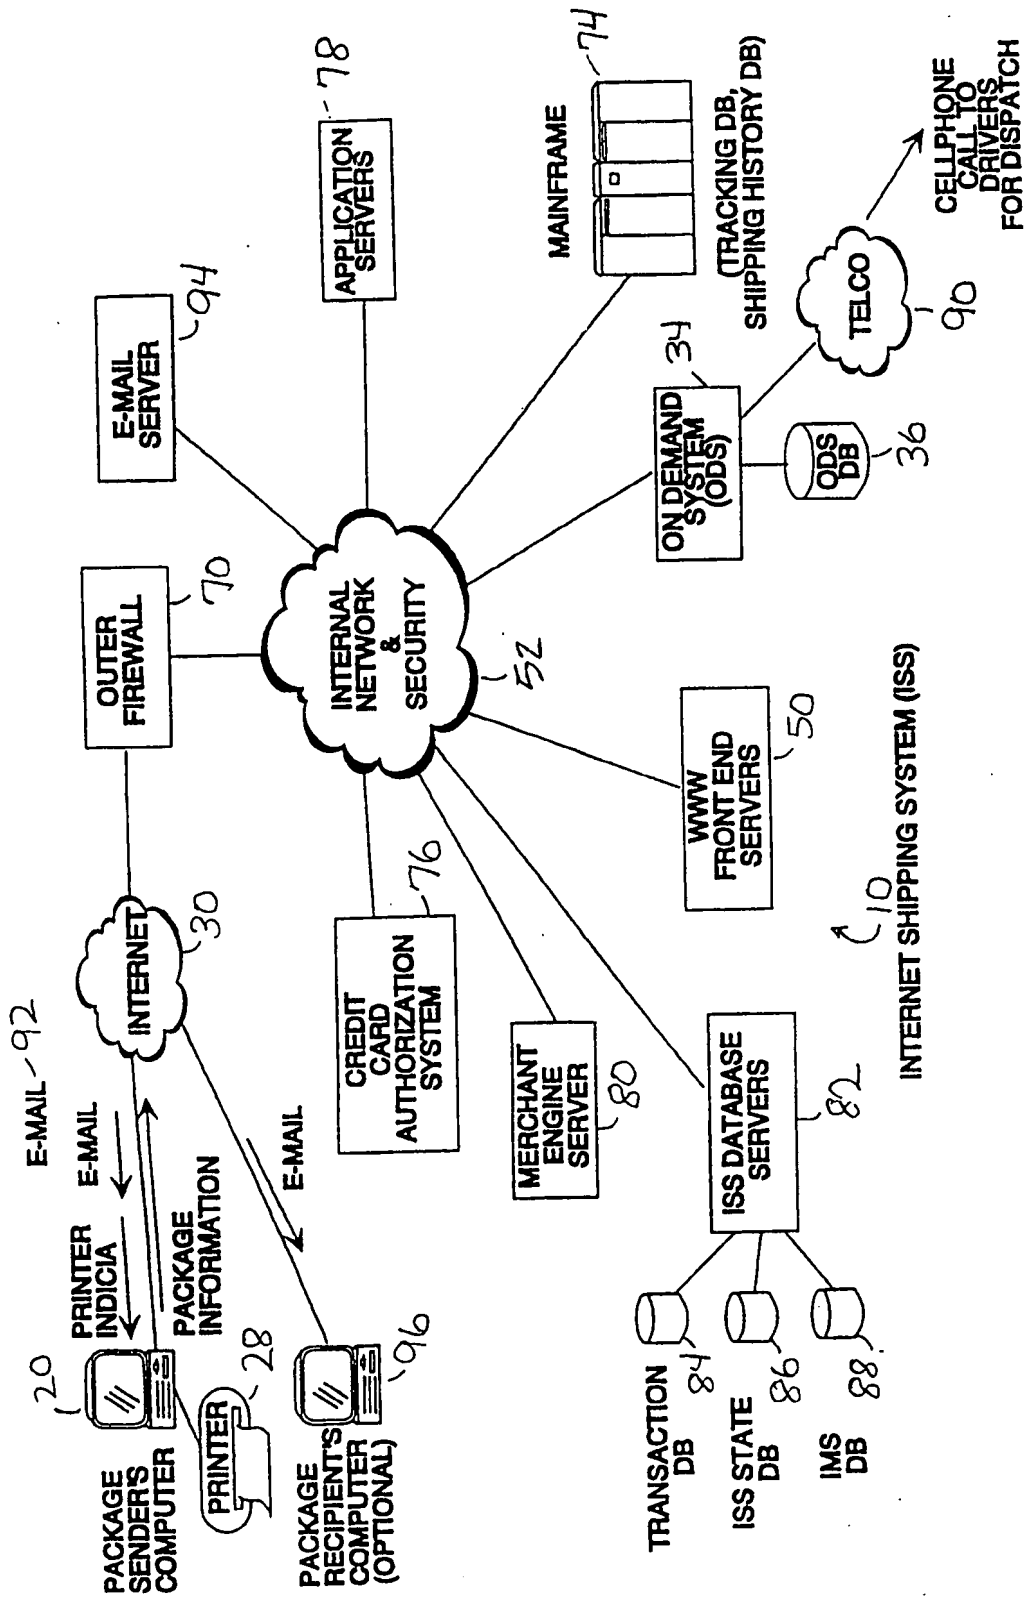 E-MAIL 92
PACKAGE
SENDER'S
COMPUTER
20
PRINTER
INDICIA
E-MAIL
INTERNET
30
OUTER
FIREWALL
70
E-MAIL
SERVER
94
APPLICATION
SERVERS
78
PACKAGE
INFORMATION
PRINTER
28
E-MAIL
PACKAGE
RECIPIENT'S
COMPUTER
(OPTIONAL)
96
CREDIT
CARD
AUTHORIZATION
SYSTEM
76
INTERNAL
NETWORK
&
SECURITY
52
MAINFRAME
74
(TRACKING DB,
SHIPPING HISTORY DB)
MERCHANT
ENGINE
SERVER
80
WWW
FRONT END
SERVERS
50
ON DEMAND
SYSTEM
(ODS)
34
ODS
DB
36
TELCO
90
CELLPHONE
CALL TO
DRIVERS
FOR DISPATCH
TRANSACTION
DB
84
ISS STATE
DB
86
IMS
DB
88
ISS DATABASE
SERVERS
82
10
INTERNET SHIPPING SYSTEM (ISS)